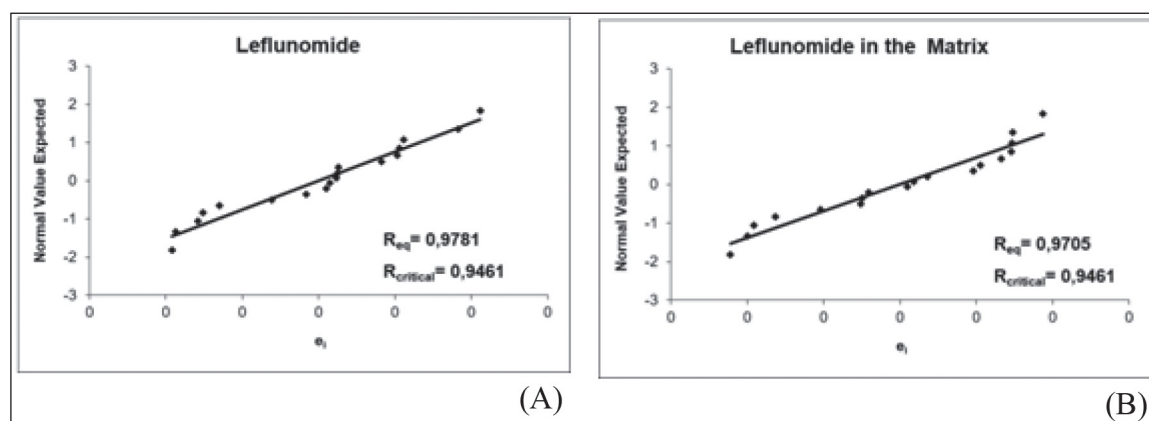 Leflunomide
3
2
1
0
-1
-2
-3
Normal Value Expected
R_eq= 0,9781
R_critical= 0,9461
0 0 0 0 0 0 0
e_i
(A)
Leflunomide in the Matrix
3
2
1
0
-1
-2
-3
Normal Value Expected
R_eq= 0,9705
R_critical= 0,9461
0 0 0 0 0 0 0
e_i
(B)